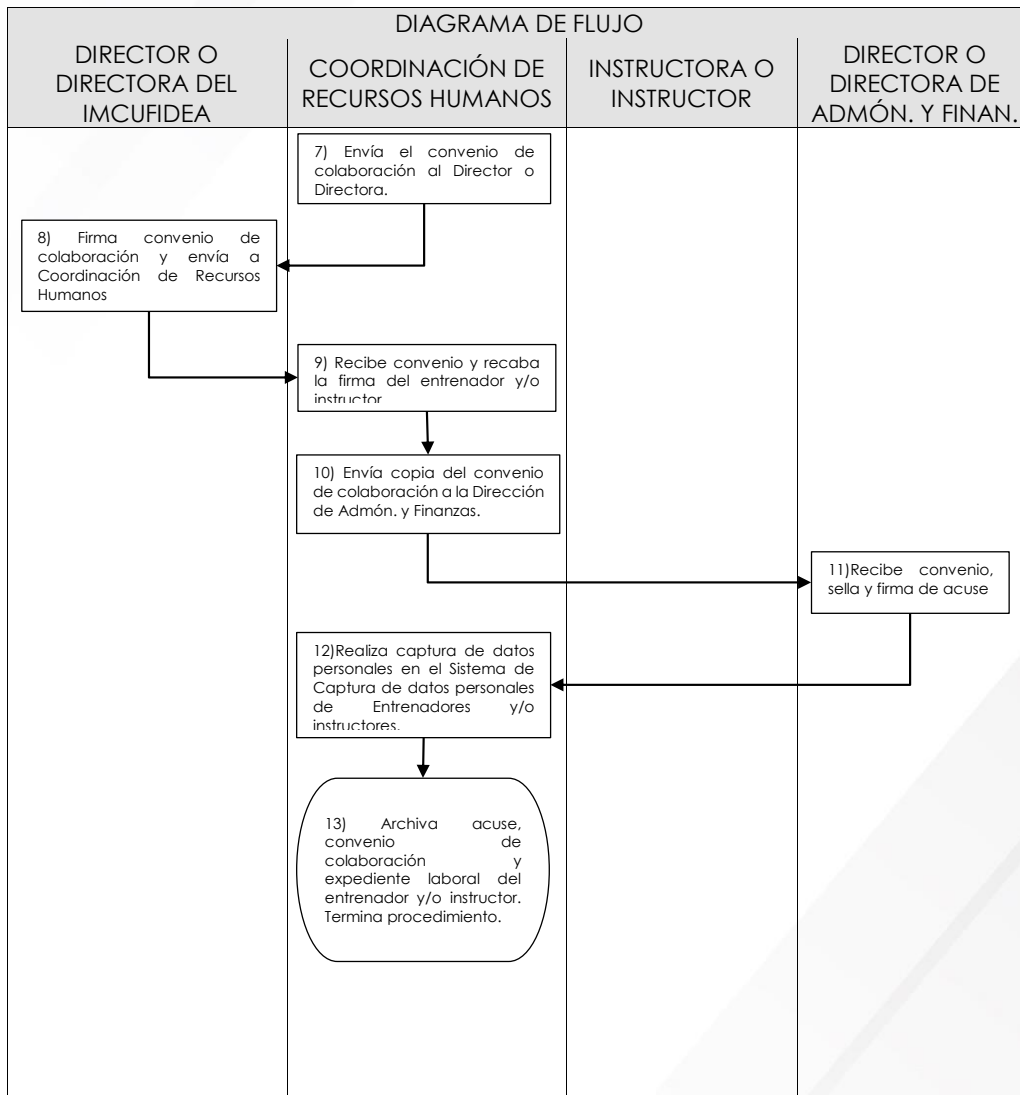 DIAGRAMA DE FLUJO
DIRECTOR O
DIRECTORA DEL
IMCUFIDEA
COORDINACIÓN DE
RECURSOS HUMANOS
INSTRUCTORA O
INSTRUCTOR
DIRECTOR O
DIRECTORA DE
ADMÓN. Y FINAN.
7) Envía el convenio de
colaboración al Director o
Directora.
8) Firma convenio de
colaboración y envía a
Coordinación de Recursos
Humanos
9) Recibe convenio y recaba
la firma del entrenador y/o
instructor
10) Envía copia del convenio
de colaboración a la Dirección
de Admón. y Finanzas.
11)Recibe convenio,
sella y firma de acuse
12)Realiza captura de datos
personales en el Sistema de
Captura de datos personales
de Entrenadores y/o
instructores.
13) Archiva acuse,
convenio de
colaboración y
expediente laboral del
entrenador y/o instructor.
Termina procedimiento.